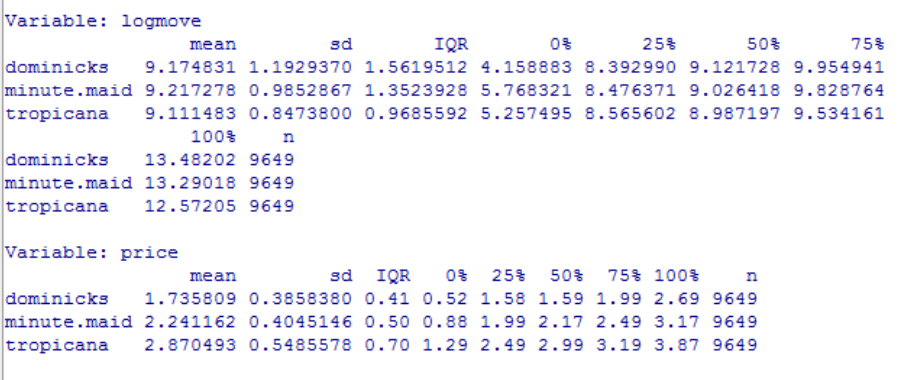 Variable: logmove
mean sd IQR 0% 25% 50% 75%
dominicks 9.174831 1.1929370 1.5619512 4.158883 8.392990 9.121728 9.954941
minute.maid 9.217278 0.9852867 1.3523928 5.768321 8.476371 9.026418 9.828764
tropicana 9.111483 0.8473800 0.9685592 5.257495 8.565602 8.987197 9.534161
100% n
dominicks 13.48202 9649
minute.maid 13.29018 9649
tropicana 12.57205 9649
Variable: price
mean sd IQR 0% 25% 50% 75% 100% n
dominicks 1.735809 0.3858380 0.41 0.52 1.58 1.59 1.99 2.69 9649
minute.maid 2.241162 0.4045146 0.50 0.88 1.99 2.17 2.49 3.17 9649
tropicana 2.870493 0.5485578 0.70 1.29 2.49 2.99 3.19 3.87 9649